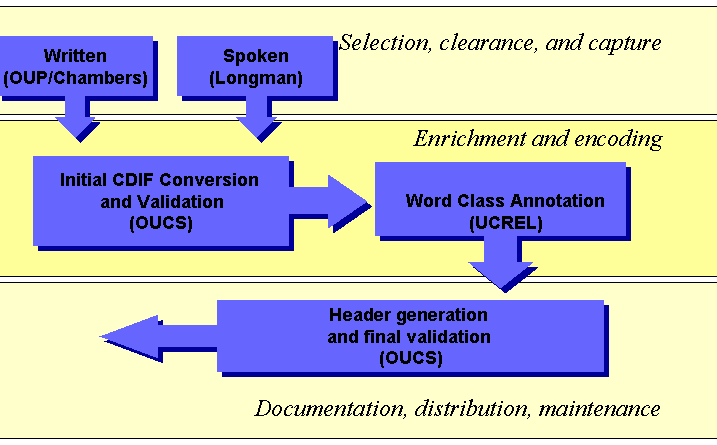 Selection, clearance, and capture
Written
(OUP/Chambers)
Spoken
(Longman)
Enrichment and encoding
Initial CDIF Conversion
and Validation
(OUCS)
Word Class Annotation
(UCREL)
Header generation
and final validation
(OUCS)
Documentation, distribution, maintenance